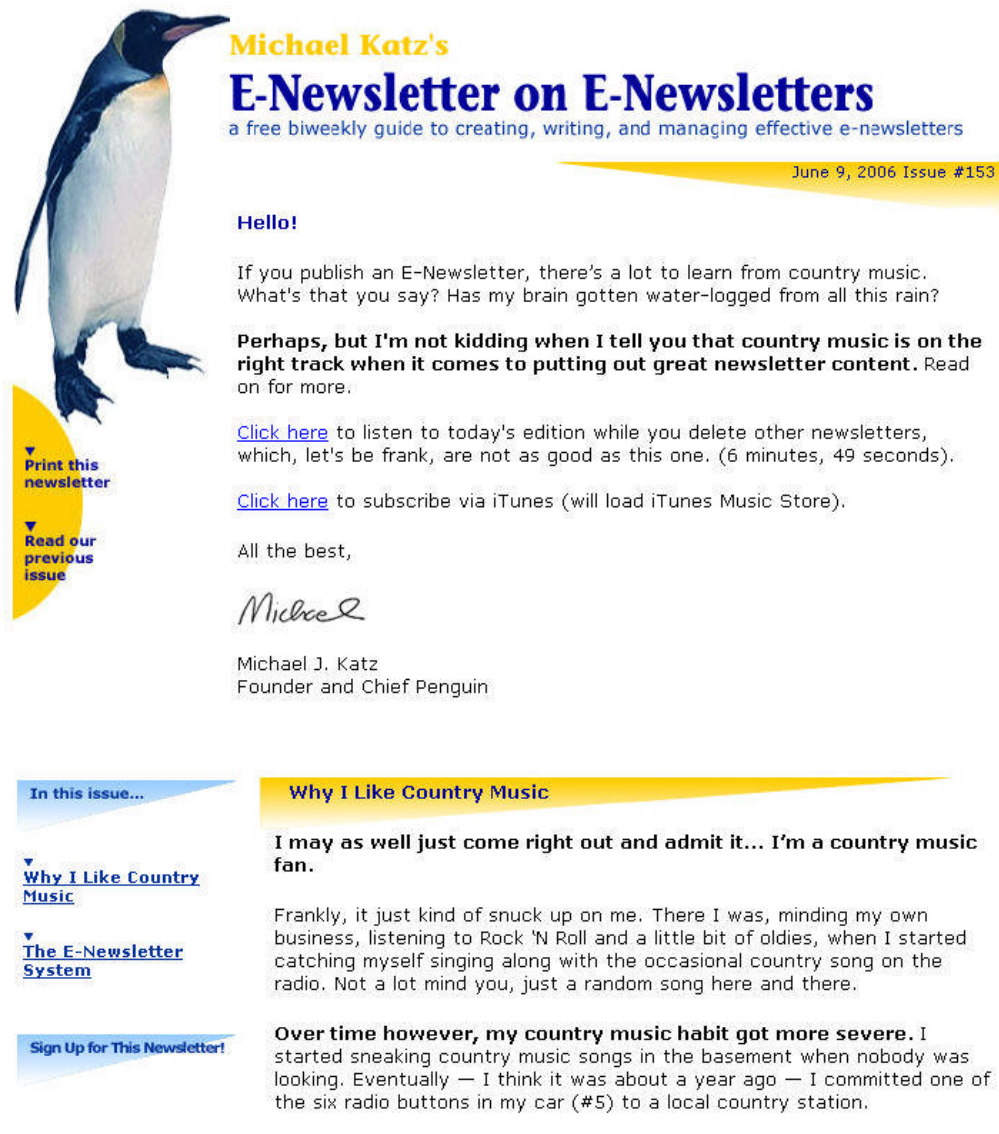 Michael Katz's
E-Newsletter on E-Newsletters
a free biweekly guide to creating, writing, and managing effective e-newsletters
June 9, 2006 Issue #153
Hello!
If you publish an E-Newsletter, there's a lot to learn from country music.
What's that you say? Has my brain gotten water-logged from all this rain?
Perhaps, but I'm not kidding when I tell you that country music is on the
right track when it comes to putting out great newsletter content. Read
on for more.
Click here to listen to today's edition while you delete other newsletters,
which, let's be frank, are not as good as this one. (6 minutes, 49 seconds).
Click here to subscribe via iTunes (will load iTunes Music Store).
All the best,
Michael
Michael J. Katz
Founder and Chief Penguin
▼
Print this
newsletter
▼
Read our
previous
issue
In this issue...
▼
Why I Like Country
Music
▼
The E-Newsletter
System
Sign Up for This Newsletter!
Why I Like Country Music
I may as well just come right out and admit it... I'm a country music
fan.
Frankly, it just kind of snuck up on me. There I was, minding my own
business, listening to Rock 'N Roll and a little bit of oldies, when I started
catching myself singing along with the occasional country song on the
radio. Not a lot mind you, just a random song here and there.
Over time however, my country music habit got more severe. I
started sneaking country music songs in the basement when nobody was
looking. Eventually — I think it was about a year ago — I committed one of
the six radio buttons in my car (#5) to a local country station.